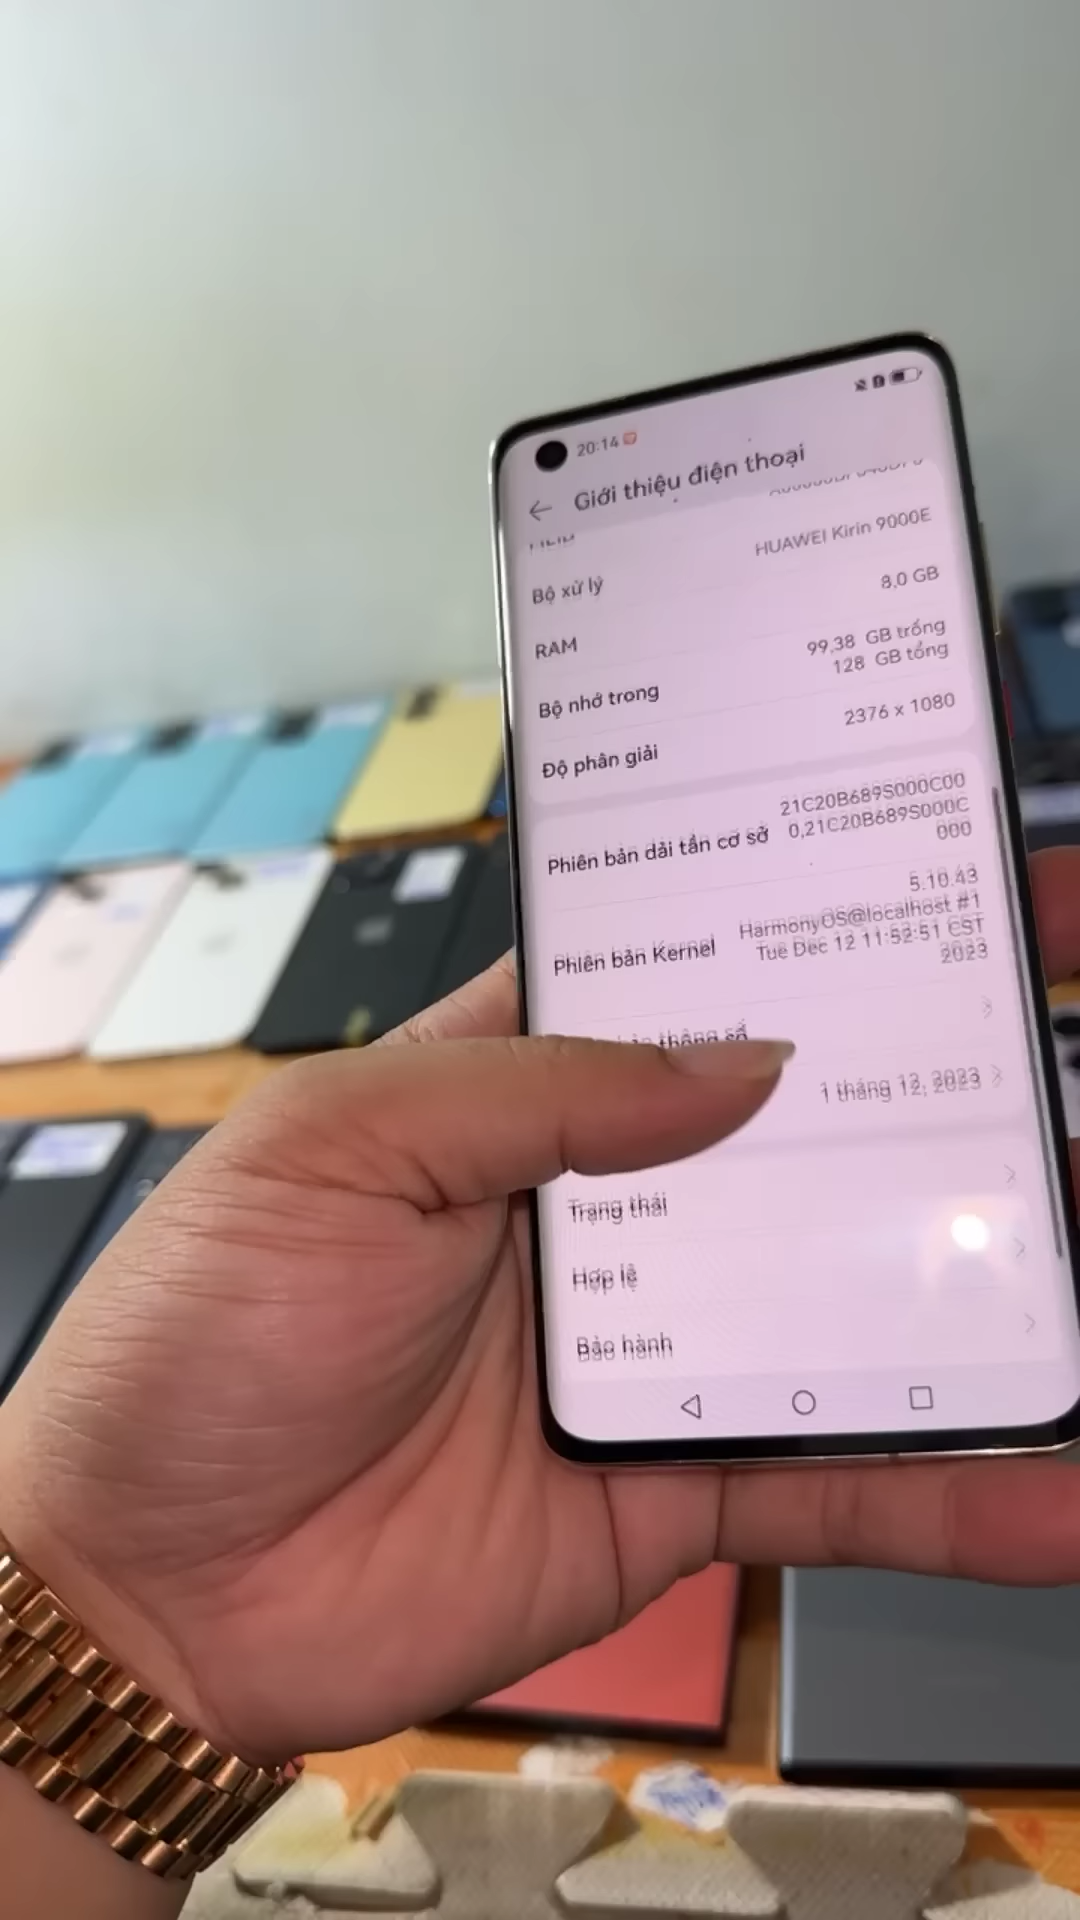 20:14
Giới thiệu điện thoại
Bộ xử lý
HUAWEI Kirin 9000E
RAM
8,0 GB
Bộ nhớ trong
99,38 GB trống
128 GB tổng
Độ phân giải
2376 x 1080
Phiên bản dải tần cơ sở
21C20B689S000C00
0,21C20B689S000C
000
Phiên bản Kernel
5.10.43
HarmonyOS@localhost #1
Tue Dec 12 11:52:51 CST
2023
thông số
1 tháng 12, 2023
Trạng thái
Hợp lệ
Bảo hành